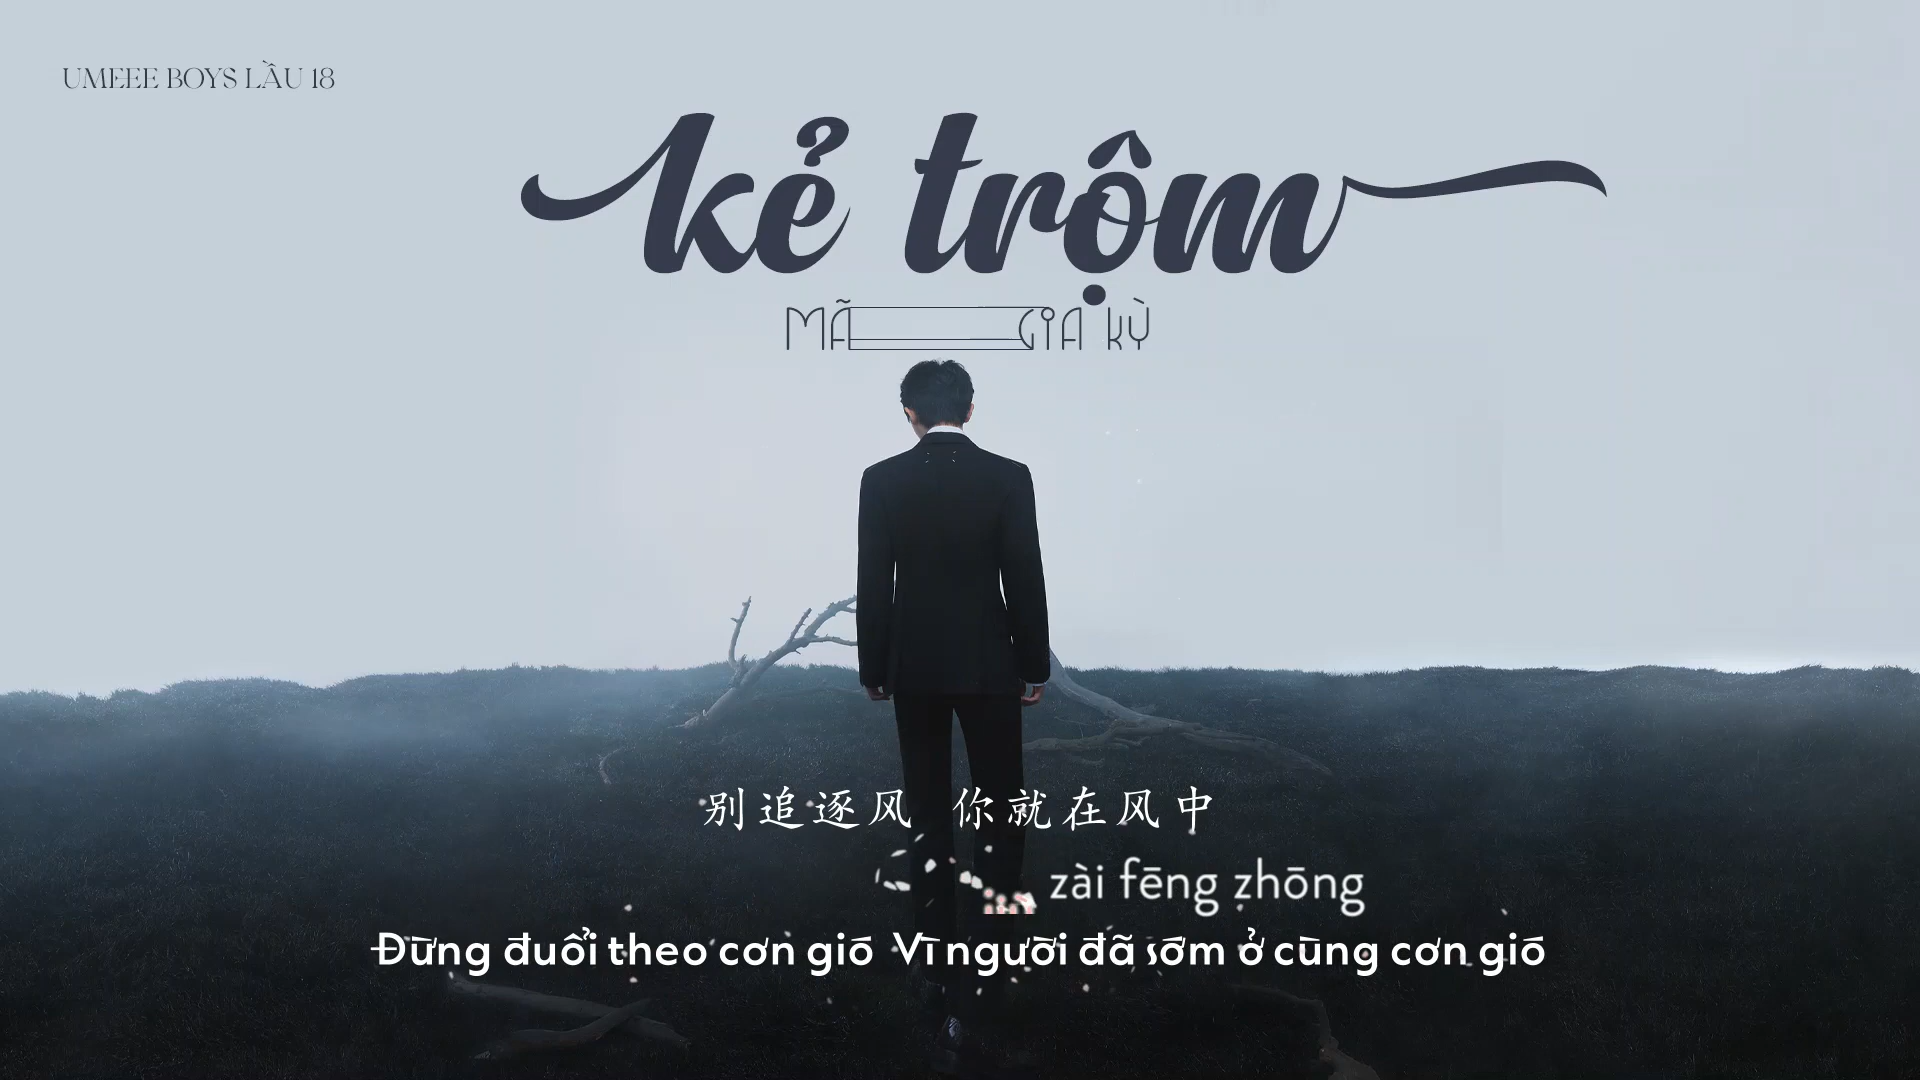 UMEEE BOYS LẦU 18
kẻ trộm
MÃ GIA KỲ
别追逐风 你就在风中
zài fēng zhōng
Đừng đuổi theo cơn gió Vì người đã sớm ở cùng cơn gió